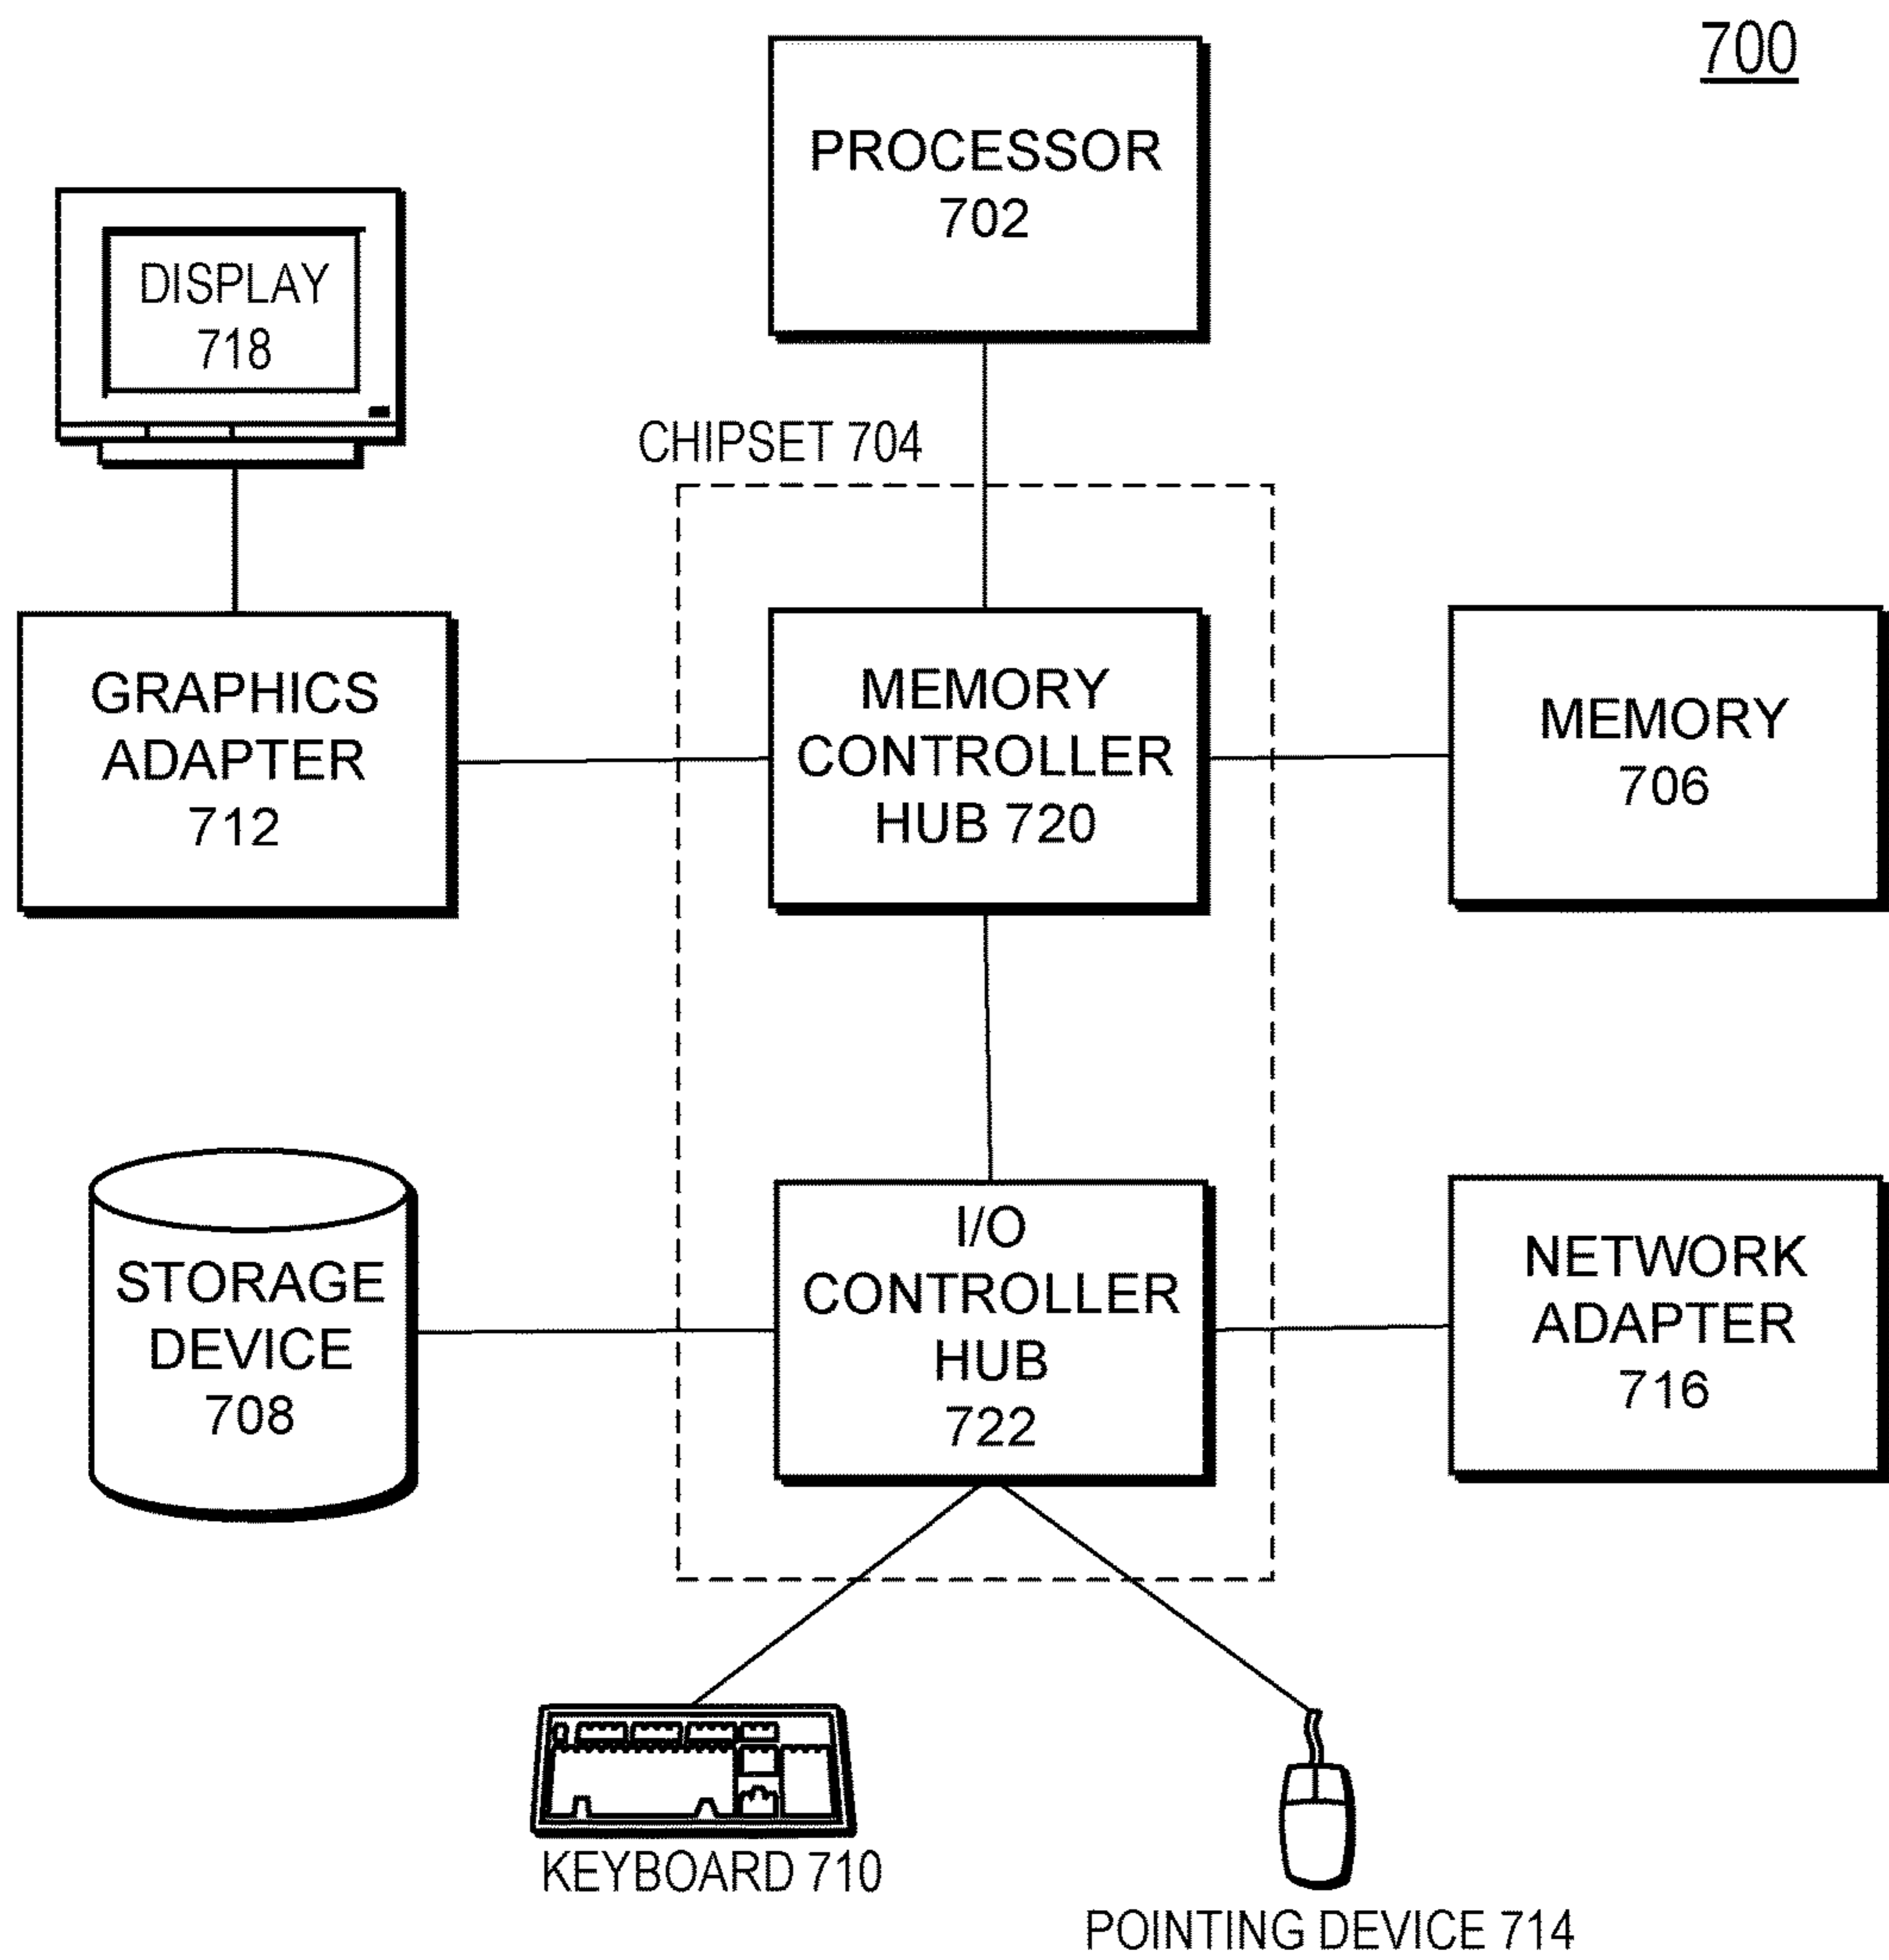 700
PROCESSOR
702
DISPLAY
718
CHIPSET 704
GRAPHICS
ADAPTER
712
MEMORY
CONTROLLER
HUB 720
MEMORY
706
STORAGE
DEVICE
708
I/O
CONTROLLER
HUB
722
NETWORK
ADAPTER
716
KEYBOARD 710
POINTING DEVICE 714